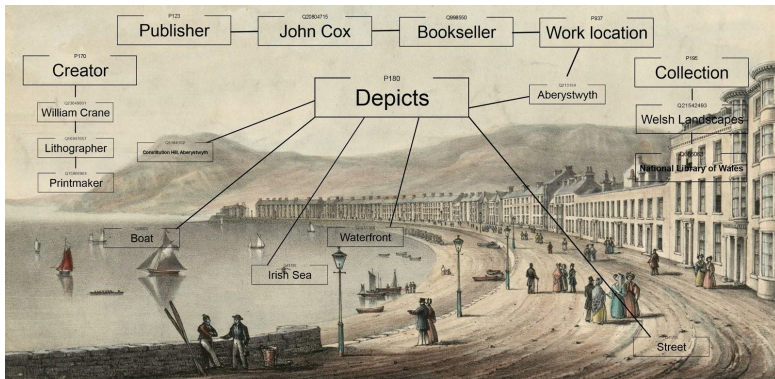 P123
Publisher
Q20804715
John Cox
Q998550
Bookseller
P937
Work location
P170
Creator
William Crane
Lithographer
Printmaker
P180
Depicts
Aberystwyth
P195
Collection
Q21542493
Welsh Landscapes
National Library of Wales
Constitution Hill, Aberystwyth
Boat
Waterfront
Irish Sea
Street